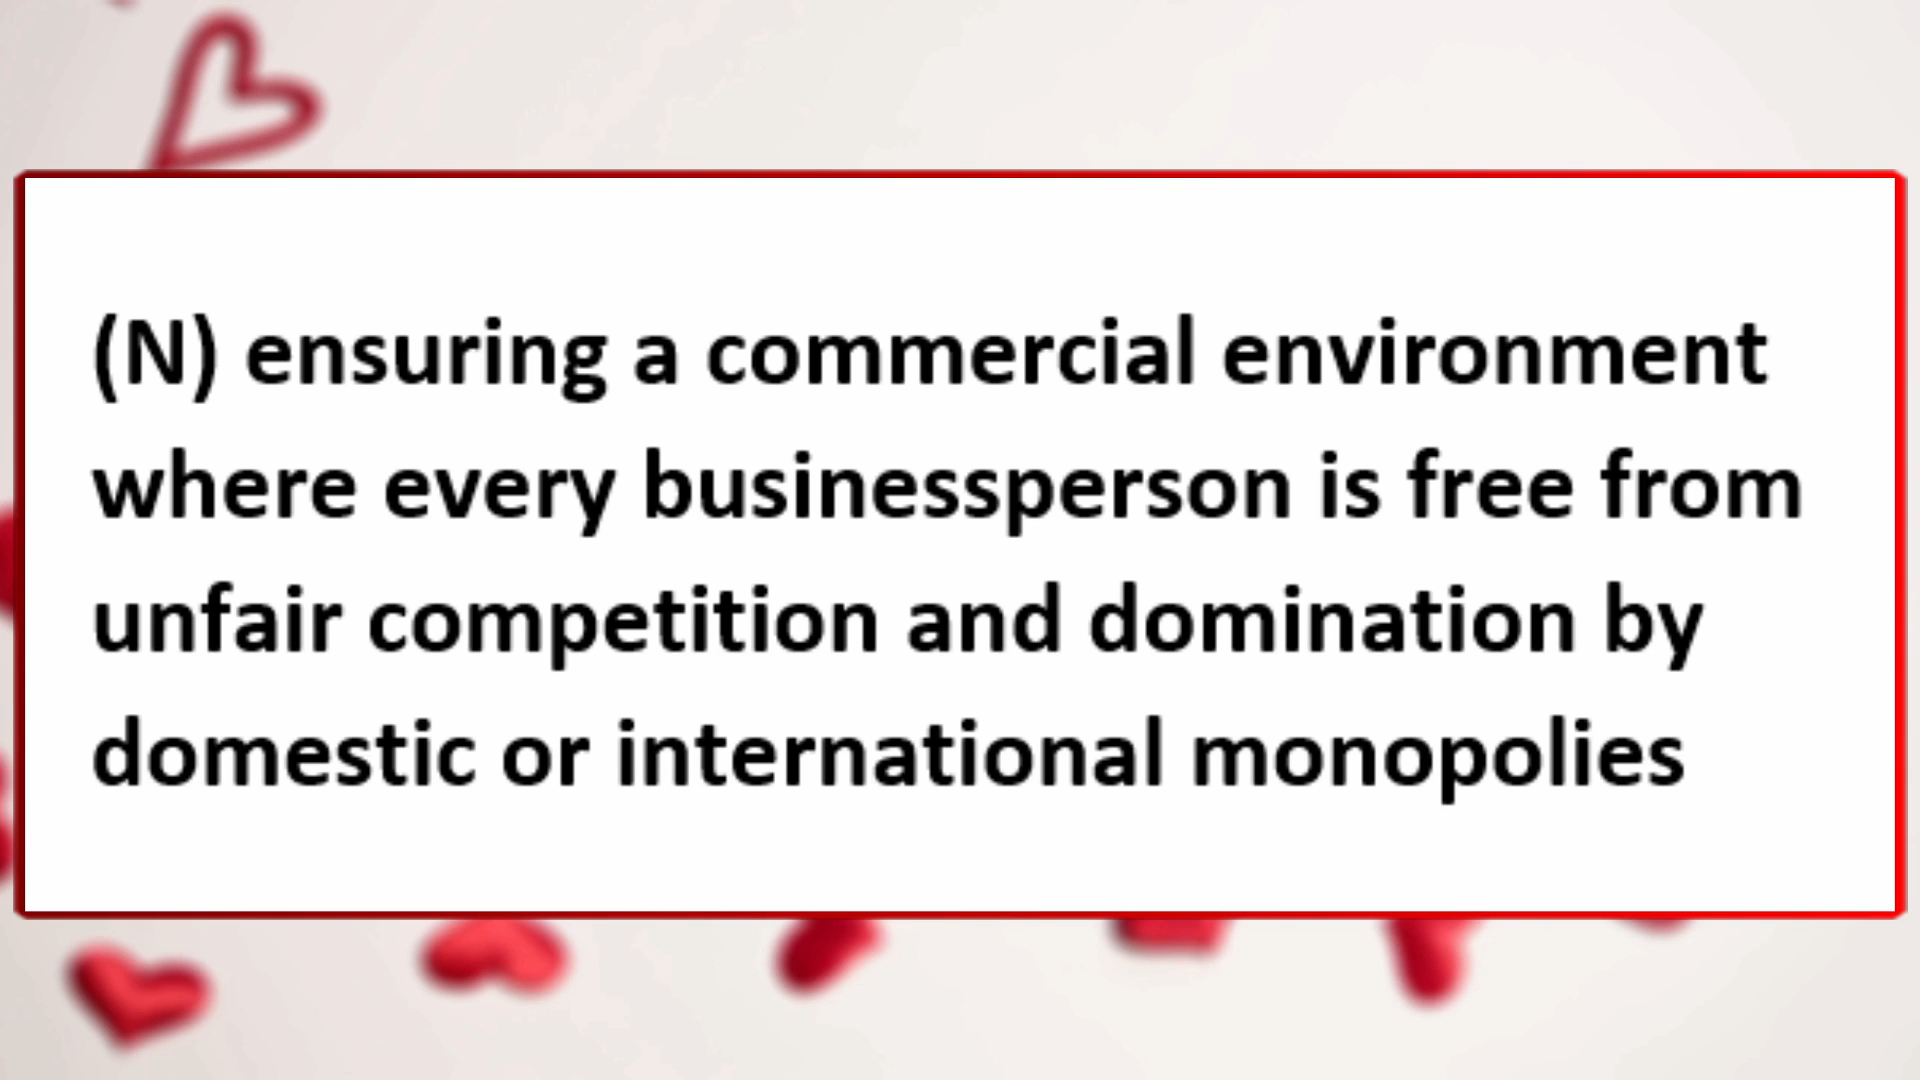 (N) ensuring a commercial environment
where every businessperson is free from
unfair competition and domination by
domestic or international monopolies